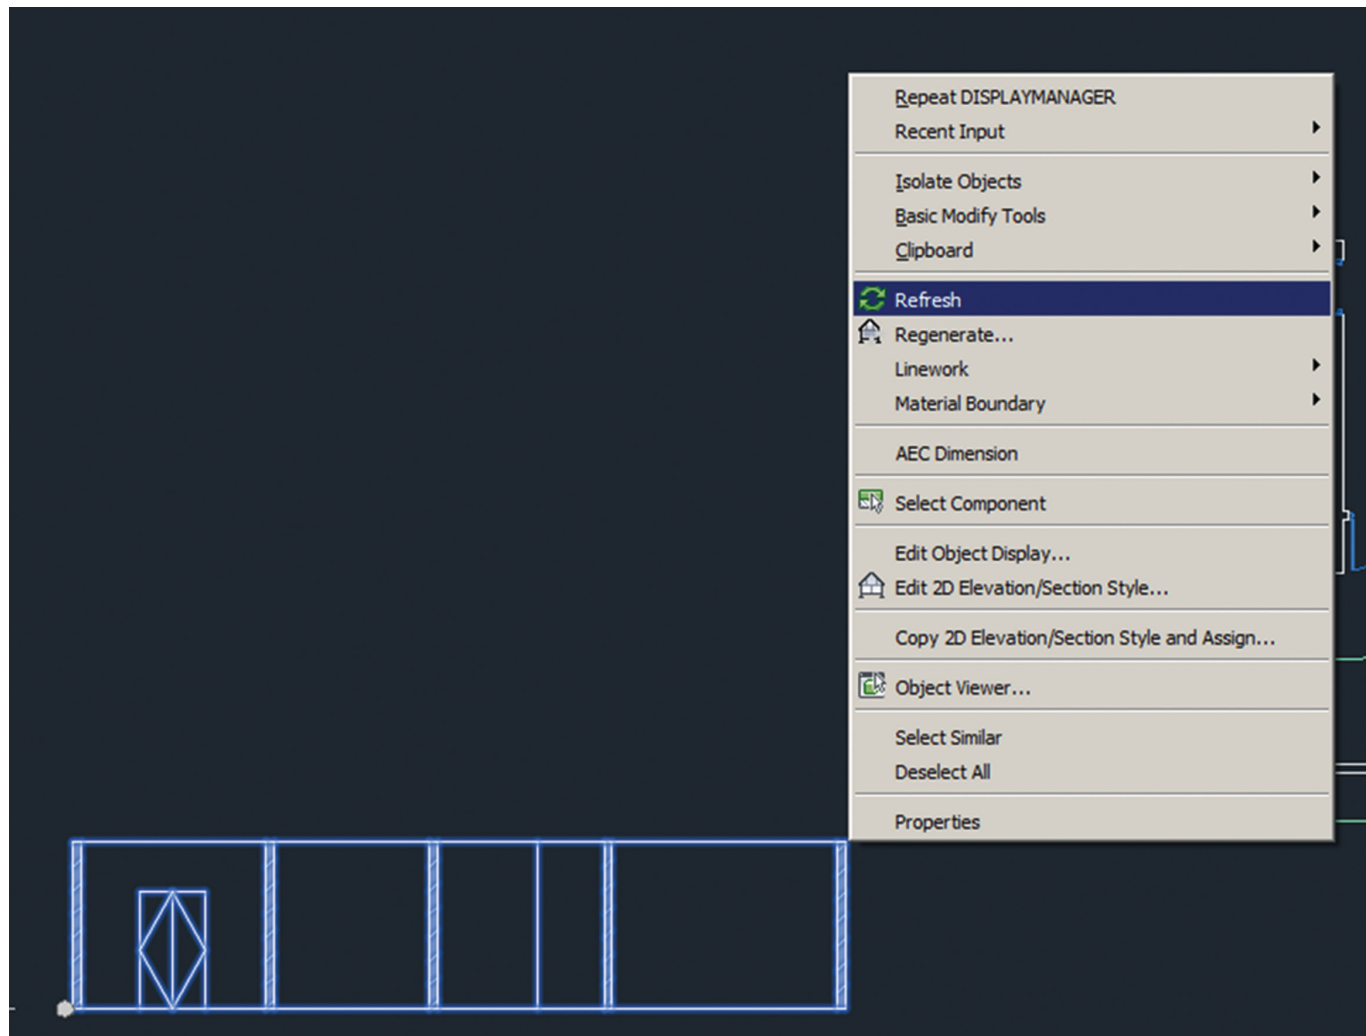 Repeat DISPLAYMANAGER
Recent Input
Isolate Objects
Basic Modify Tools
Clipboard
Refresh
Regenerate...
Linework
Material Boundary
AEC Dimension
Select Component
Edit Object Display...
Edit 2D Elevation/Section Style...
Copy 2D Elevation/Section Style and Assign...
Object Viewer...
Select Similar
Deselect All
Properties